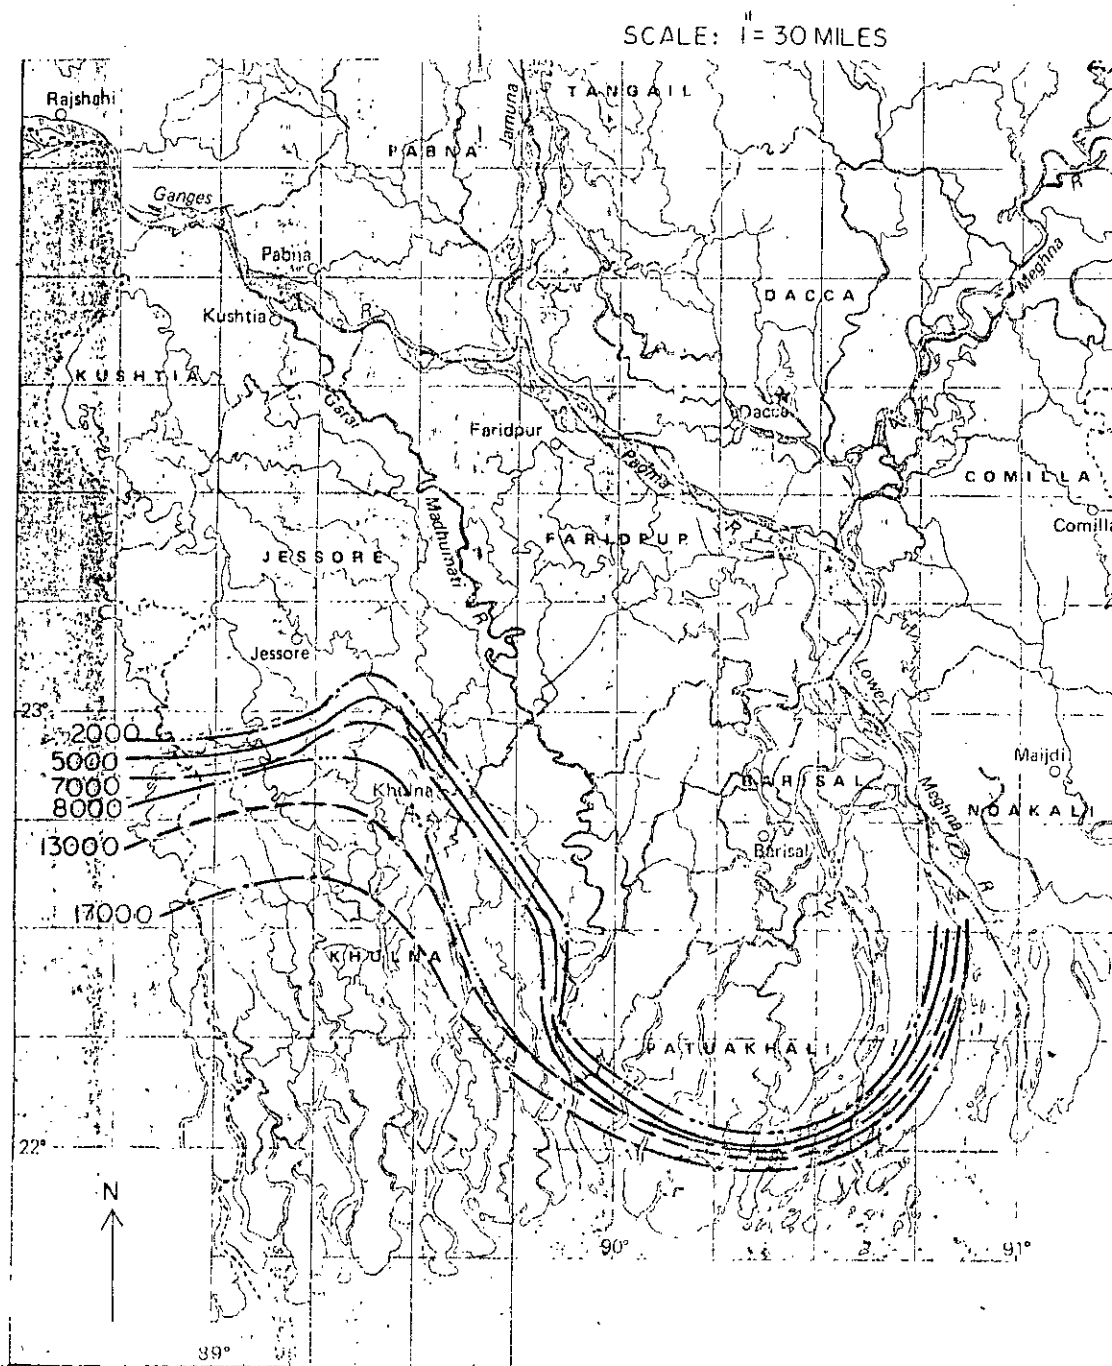 SCALE: 1" = 30 MILES
Rajshahi
TANGAIL
Jamuna
PABNA
R
Ganges
Meghna
Pabna
DACCA
Kushtia
R
KUSHTIA
Garai
Dacca
Faridpur
Padma
COMILLA
R
Comilla
Madhumati
JESSORE
FARIDPUP
R
Jessore
Lower
23°
2000
5000
7000
8000
13000
17000
Khulna
BARISAL
Maijdi
Meghna
NOAKALI
Barisal
R
KHULNA
PATUAKHALI
22°
N
90°
91°
89°